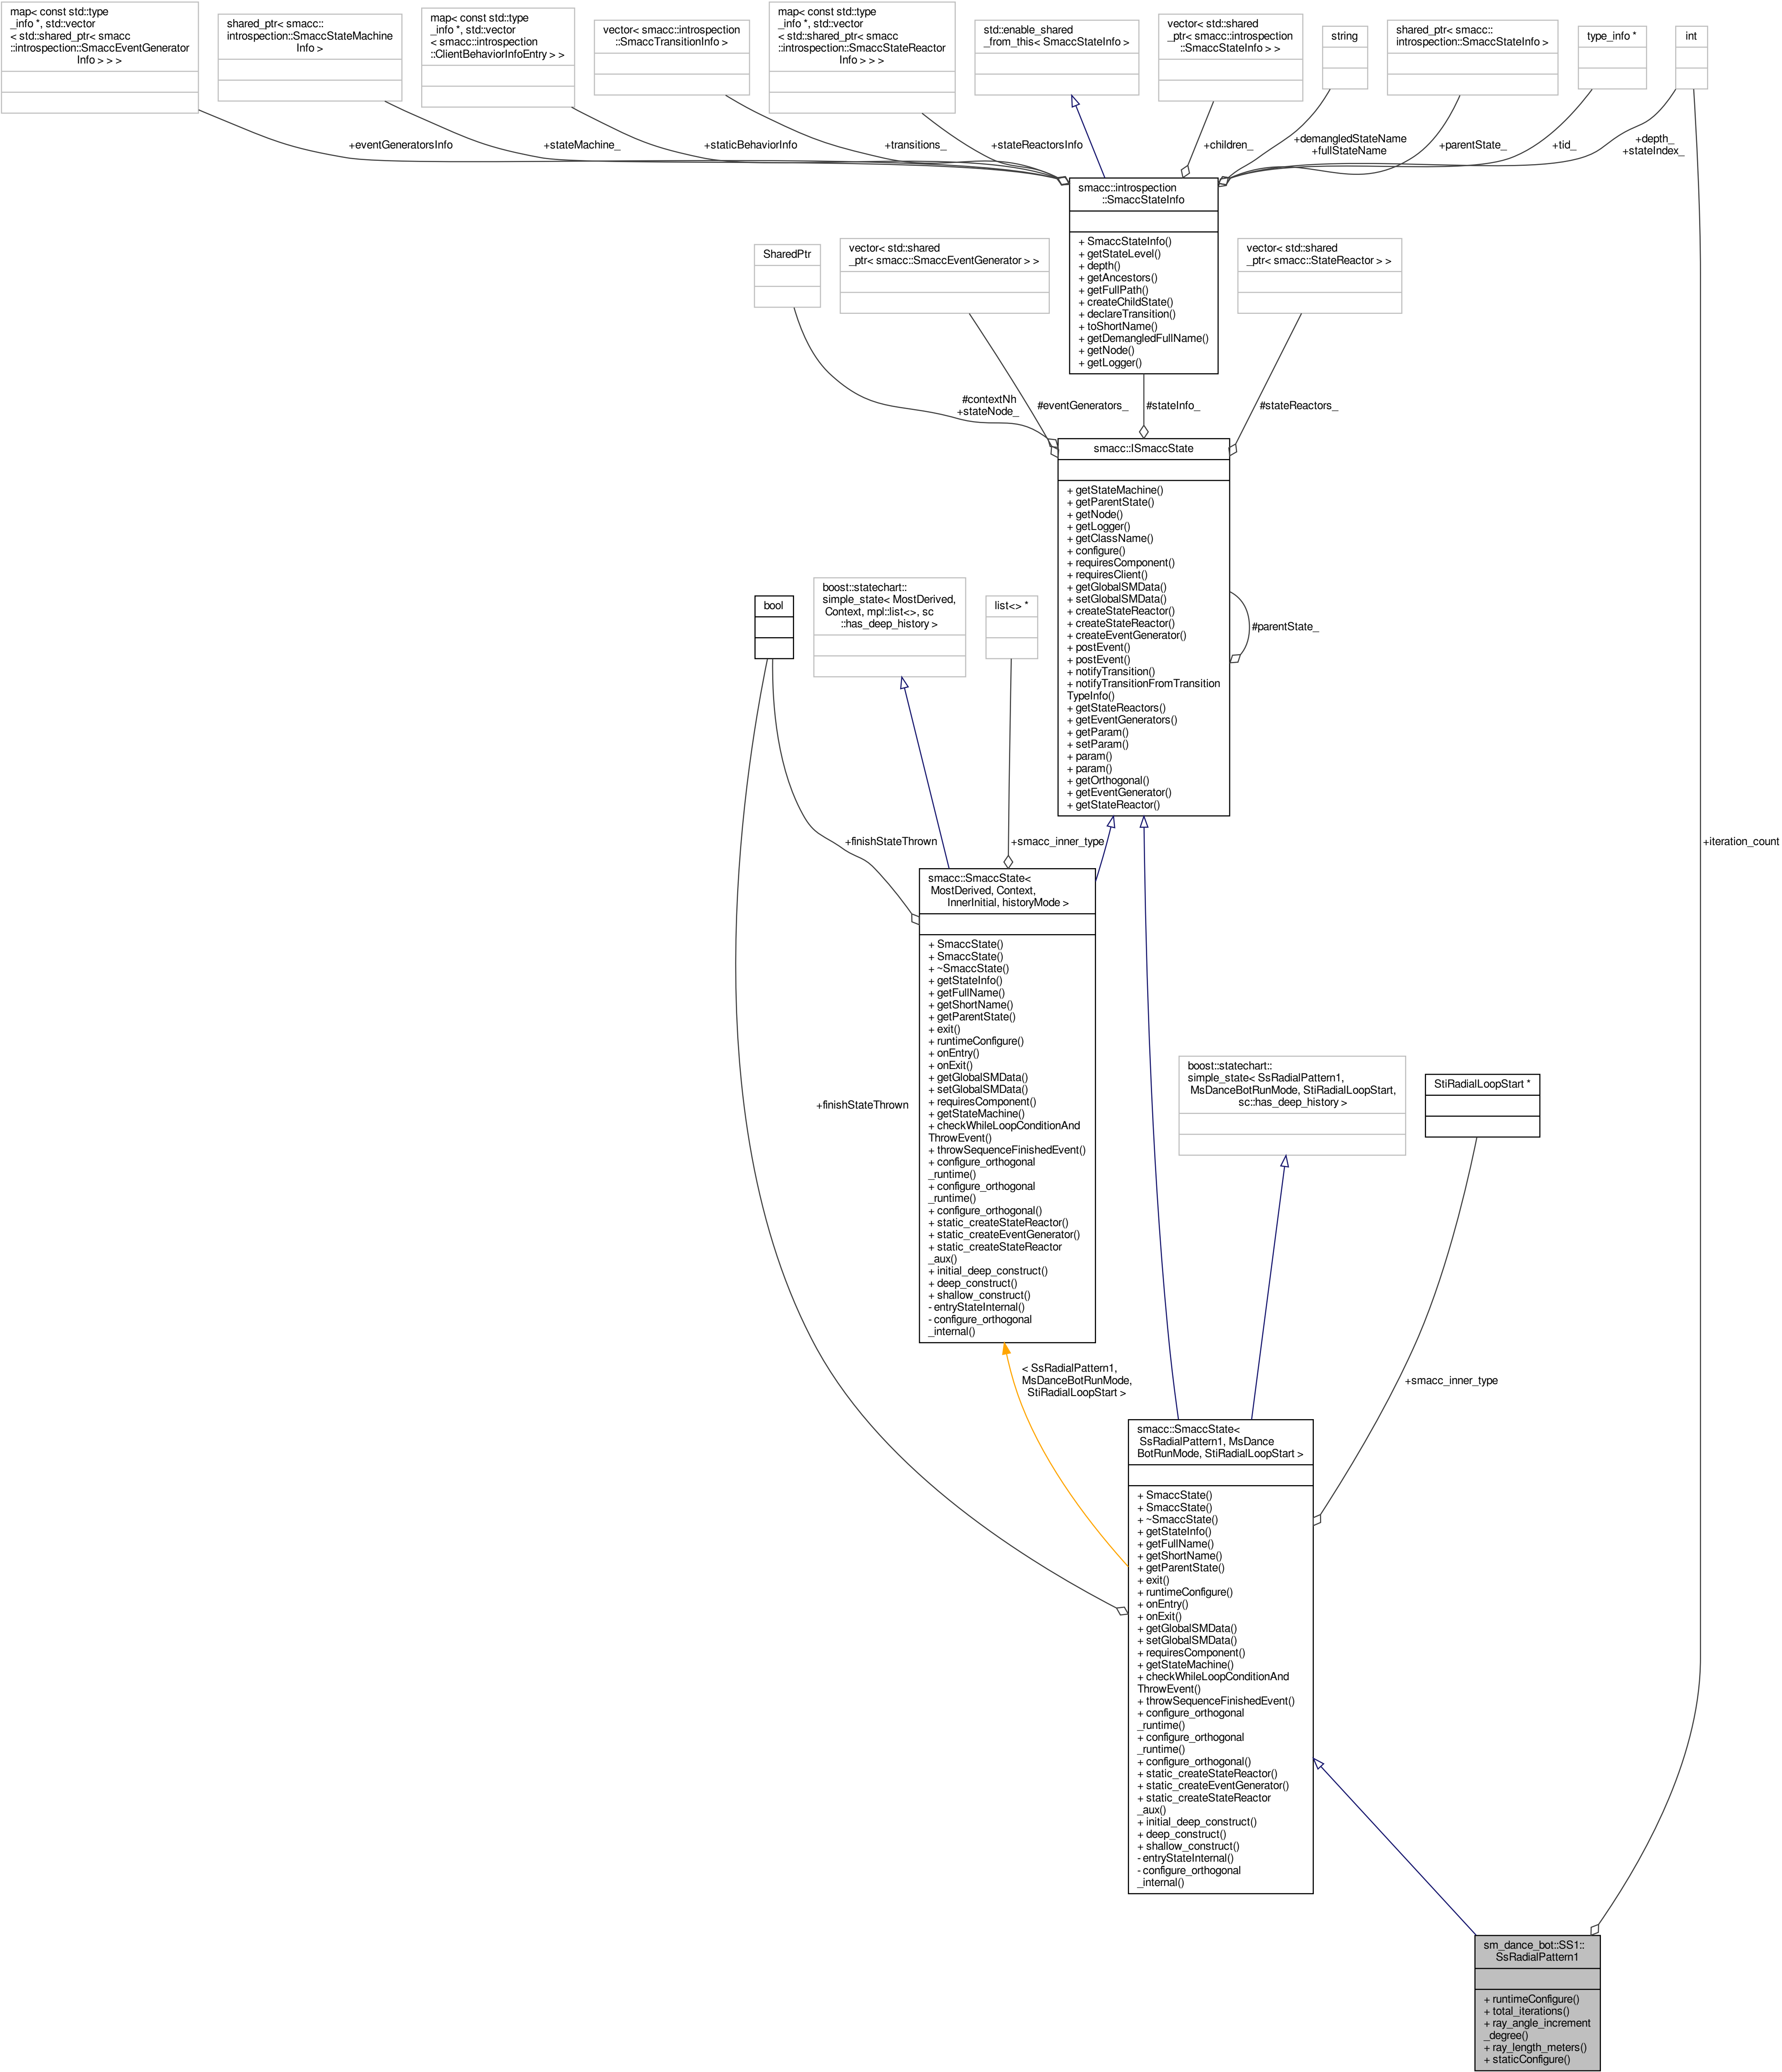 map< const std::type
_info *, std::vector
< std::shared_ptr< smacc
::introspection::SmaccEventGenerator
Info > > >
shared_ptr< smacc::
introspection::SmaccStateMachine
Info >
map< const std::type
_info *, std::vector
< smacc::introspection
::ClientBehaviorInfoEntry > >
vector< smacc::introspection
::SmaccTransitionInfo >
map< const std::type
_info *, std::vector
< std::shared_ptr< smacc
::introspection::SmaccStateReactor
Info > > >
std::enable_shared
_from_this< SmaccStateInfo >
vector< std::shared
_ptr< smacc::introspection
::SmaccStateInfo > >
string
shared_ptr< smacc::
introspection::SmaccStateInfo >
type_info *
int
+eventGeneratorsInfo
+stateMachine_
+staticBehaviorInfo
+transitions_
+stateReactorsInfo
+children_
+demangledStateName
+fullStateName
+parentState_
+tid_
+depth_
+stateIndex_
smacc::introspection
::SmaccStateInfo
+ SmaccStateInfo()
+ getStateLevel()
+ depth()
+ getAncestors()
+ getFullPath()
+ createChildState()
+ declareTransition()
+ toShortName()
+ getDemangledFullName()
+ getNode()
+ getLogger()
SharedPtr
vector< std::shared
_ptr< smacc::SmaccEventGenerator > >
vector< std::shared
_ptr< smacc::StateReactor > >
#contextNh
+stateNode_
#eventGenerators_
#stateInfo_
#stateReactors_
smacc::ISmaccState
+ getStateMachine()
+ getParentState()
+ getNode()
+ getLogger()
+ getClassName()
+ configure()
+ requiresComponent()
+ requiresClient()
+ getGlobalSMData()
+ setGlobalSMData()
+ createStateReactor()
+ createStateReactor()
+ createEventGenerator()
+ postEvent()
+ postEvent()
+ notifyTransition()
+ notifyTransitionFromTransition
TypeInfo()
+ getStateReactors()
+ getEventGenerators()
+ getParam()
+ setParam()
+ param()
+ param()
+ getOrthogonal()
+ getEventGenerator()
+ getStateReactor()
#parentState_
bool
boost::statechart::
simple_state< MostDerived,
Context, mpl::list<>, sc
::has_deep_history >
list<> *
+finishStateThrown
+smacc_inner_type
+iteration_count
smacc::SmaccState<
MostDerived, Context,
InnerInitial, historyMode >
+ SmaccState()
+ SmaccState()
+ ~SmaccState()
+ getStateInfo()
+ getFullName()
+ getShortName()
+ getParentState()
+ exit()
+ runtimeConfigure()
+ onEntry()
+ onExit()
+ getGlobalSMData()
+ setGlobalSMData()
+ requiresComponent()
+ getStateMachine()
+ checkWhileLoopConditionAnd
ThrowEvent()
+ throwSequenceFinishedEvent()
+ configure_orthogonal
_runtime()
+ configure_orthogonal
_runtime()
+ configure_orthogonal()
+ static_createStateReactor()
+ static_createEventGenerator()
+ static_createStateReactor
_aux()
+ initial_deep_construct()
+ deep_construct()
+ shallow_construct()
- entryStateInternal()
- configure_orthogonal
_internal()
+finishStateThrown
boost::statechart::
simple_state< SsRadialPattern1,
MsDanceBotRunMode, StiRadialLoopStart,
sc::has_deep_history >
StiRadialLoopStart *
< SsRadialPattern1,
MsDanceBotRunMode,
StiRadialLoopStart >
+smacc_inner_type
smacc::SmaccState<
SsRadialPattern1, MsDance
BotRunMode, StiRadialLoopStart >
+ SmaccState()
+ SmaccState()
+ ~SmaccState()
+ getStateInfo()
+ getFullName()
+ getShortName()
+ getParentState()
+ exit()
+ runtimeConfigure()
+ onEntry()
+ onExit()
+ getGlobalSMData()
+ setGlobalSMData()
+ requiresComponent()
+ getStateMachine()
+ checkWhileLoopConditionAnd
ThrowEvent()
+ throwSequenceFinishedEvent()
+ configure_orthogonal
_runtime()
+ configure_orthogonal
_runtime()
+ configure_orthogonal()
+ static_createStateReactor()
+ static_createEventGenerator()
+ static_createStateReactor
_aux()
+ initial_deep_construct()
+ deep_construct()
+ shallow_construct()
- entryStateInternal()
- configure_orthogonal
_internal()
sm_dance_bot::SS1::
SsRadialPattern1
+ runtimeConfigure()
+ total_iterations()
+ ray_angle_increment
_degree()
+ ray_length_meters()
+ staticConfigure()